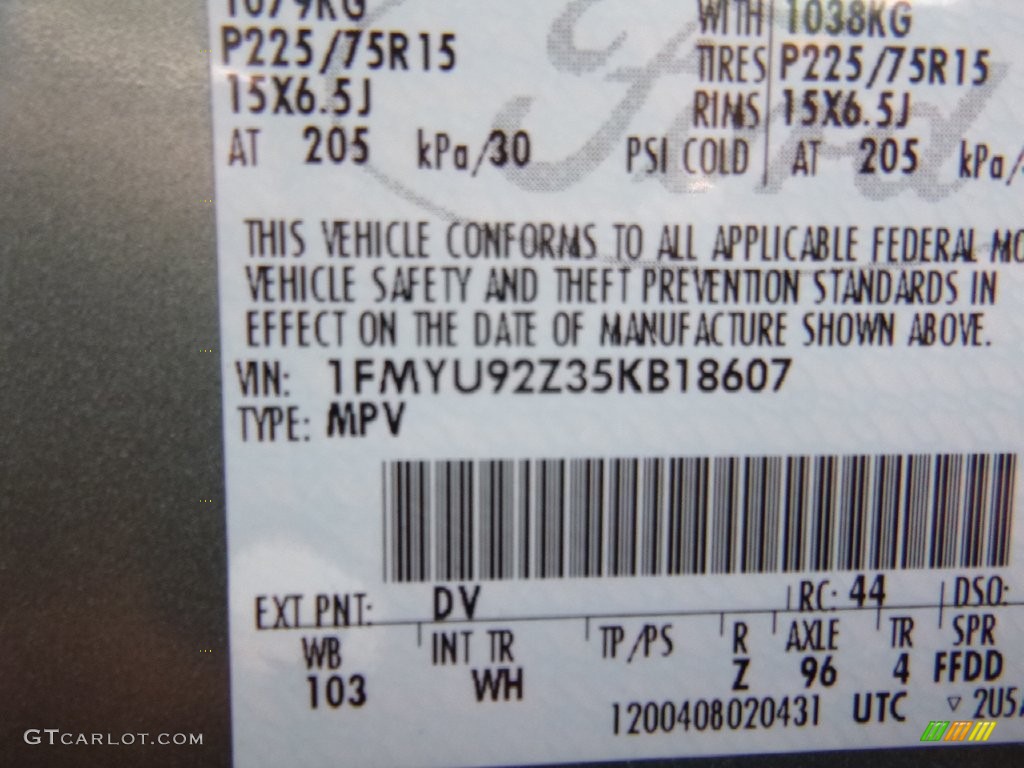 1079KG WITH 1038KG
P225/75R15 TIRES P225/75R15
15X6.5J RIMS 15X6.5J
AT 205 kPa/30 PSI COLD AT 205 kPa/
Ford
THIS VEHICLE CONFORMS TO ALL APPLICABLE FEDERAL MO
VEHICLE SAFETY AND THEFT PREVENTION STANDARDS IN
EFFECT ON THE DATE OF MANUFACTURE SHOWN ABOVE.
VIN: 1FMYU92Z35KB18607
TYPE: MPV
EXT PNT: DV RC: 44 DSO:
WB INT TR TP/PS R AXLE TR SPR
103 WH Z 96 4 FFDD
1200408020431 UTC ▿ 2U5A
GTCARLOT.COM